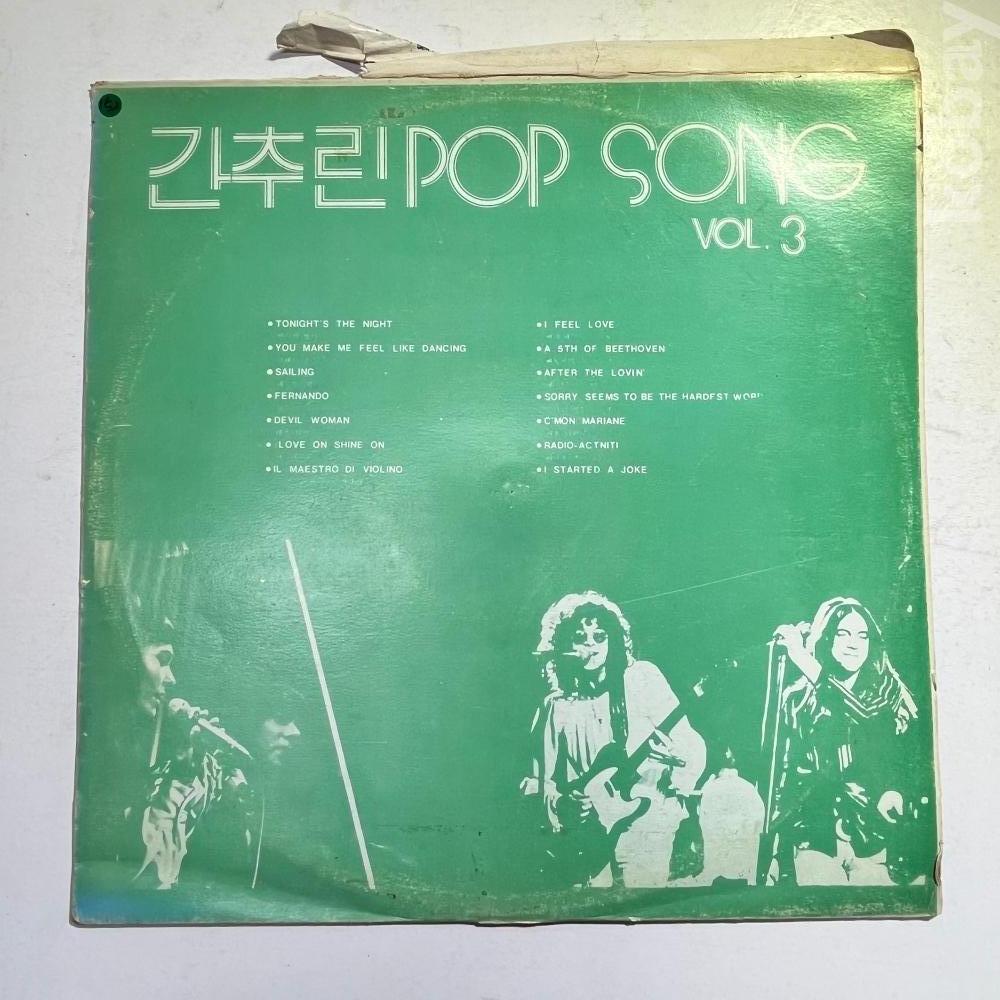 간추린 POP SONG
VOL. 3
TONIGHT'S THE NIGHT
YOU MAKE ME FEEL LIKE DANCING
SAILING
FERNANDO
DEVIL WOMAN
LOVE ON SHINE ON
IL MAESTRO DI VIOLINO
I FEEL LOVE
A 5TH OF BEETHOVEN
AFTER THE LOVIN'
SORRY SEEMS TO BE THE HARDEST
C'MON MARIANE
RADIO-ACTNITI
I STARTED A JOKE